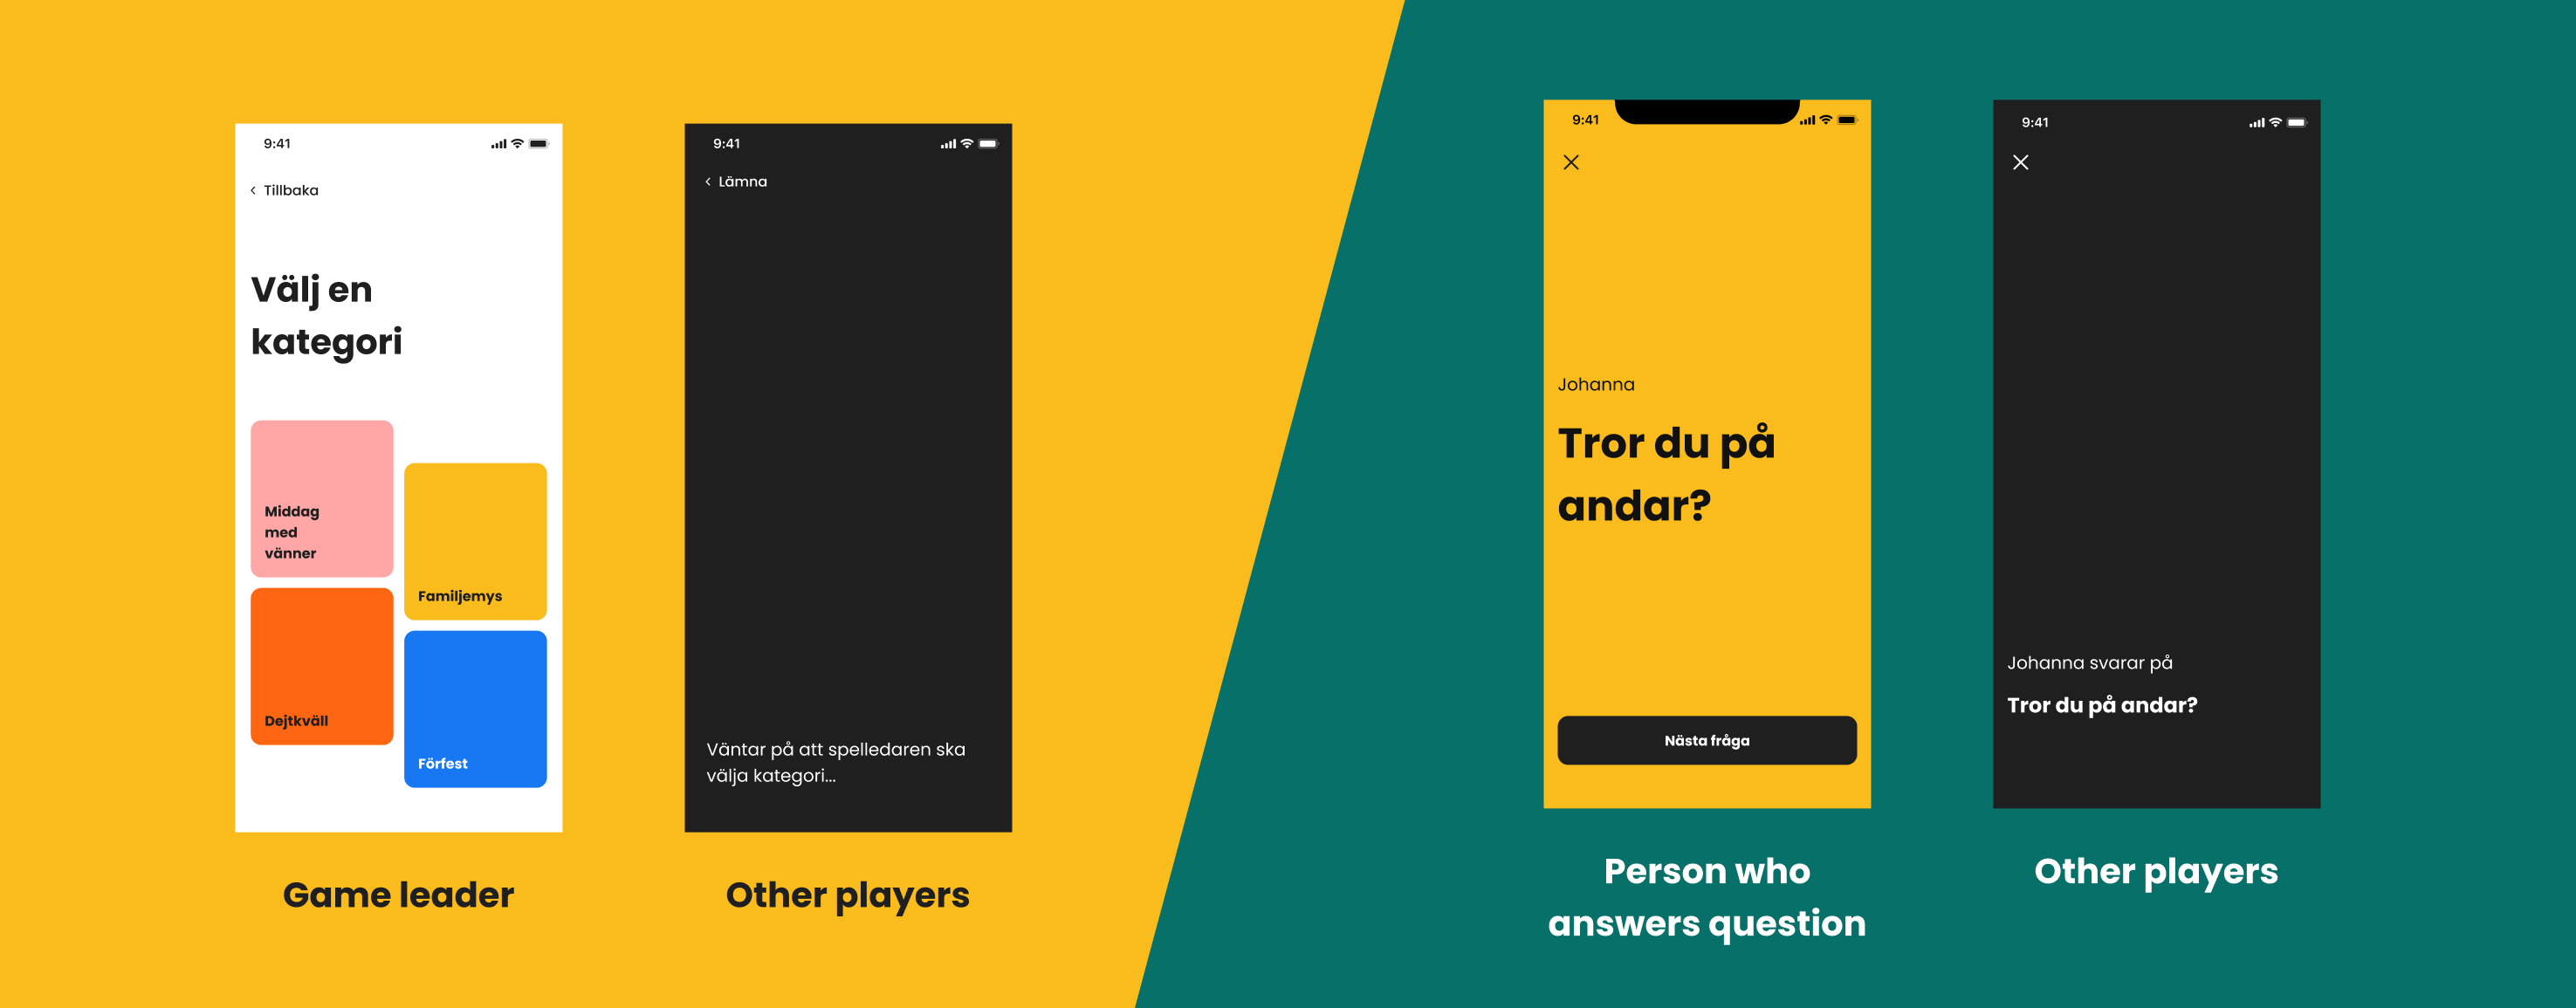 9:41
Tillbaka
Välj en
kategori
Middag
med
vänner
Familjemys
Dejtkväll
Förfest
Game leader
9:41
Lämna
Väntar på att spelledaren ska
välja kategori...
Other players
9:41
Johanna
Tror du på
andar?
Nästa fråga
Person who
answers question
9:41
Johanna svarar på
Tror du på andar?
Other players